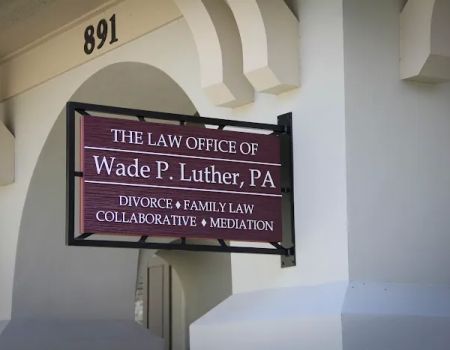 891
THE LAW OFFICE OF
Wade P. Luther, PA
DIVORCE ♦ FAMILY LAW
COLLABORATIVE ♦ MEDIATION